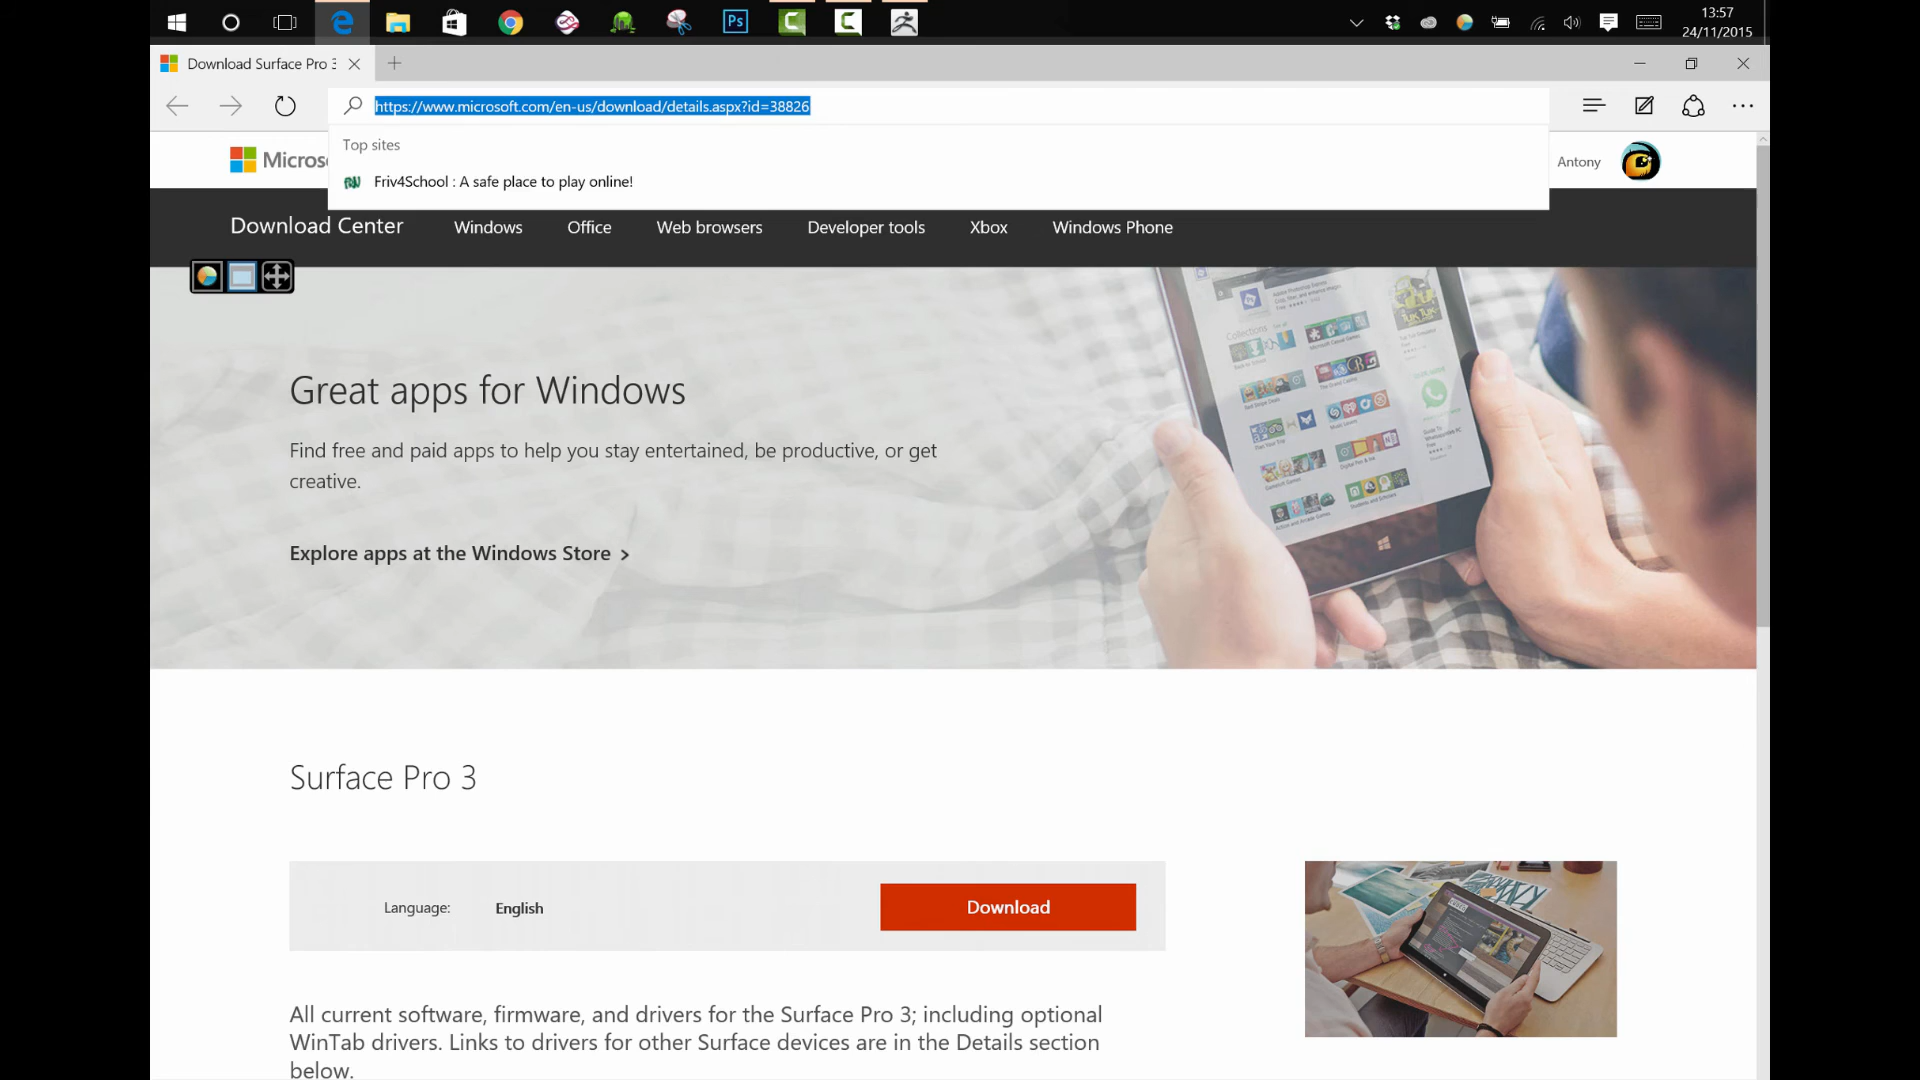 13:57
24/11/2015
Download Surface Pro 3
https://www.microsoft.com/en-us/download/details.aspx?id=38826
Top sites
Friv4School : A safe place to play online!
Micros
Antony
Download Center
Windows
Office
Web browsers
Developer tools
Xbox
Windows Phone
Great apps for Windows
Find free and paid apps to help you stay entertained, be productive, or get
creative.
Explore apps at the Windows Store >
Surface Pro 3
Language:
English
Download
All current software, firmware, and drivers for the Surface Pro 3; including optional
WinTab drivers. Links to drivers for other Surface devices are in the Details section
below.
Ps
Collections